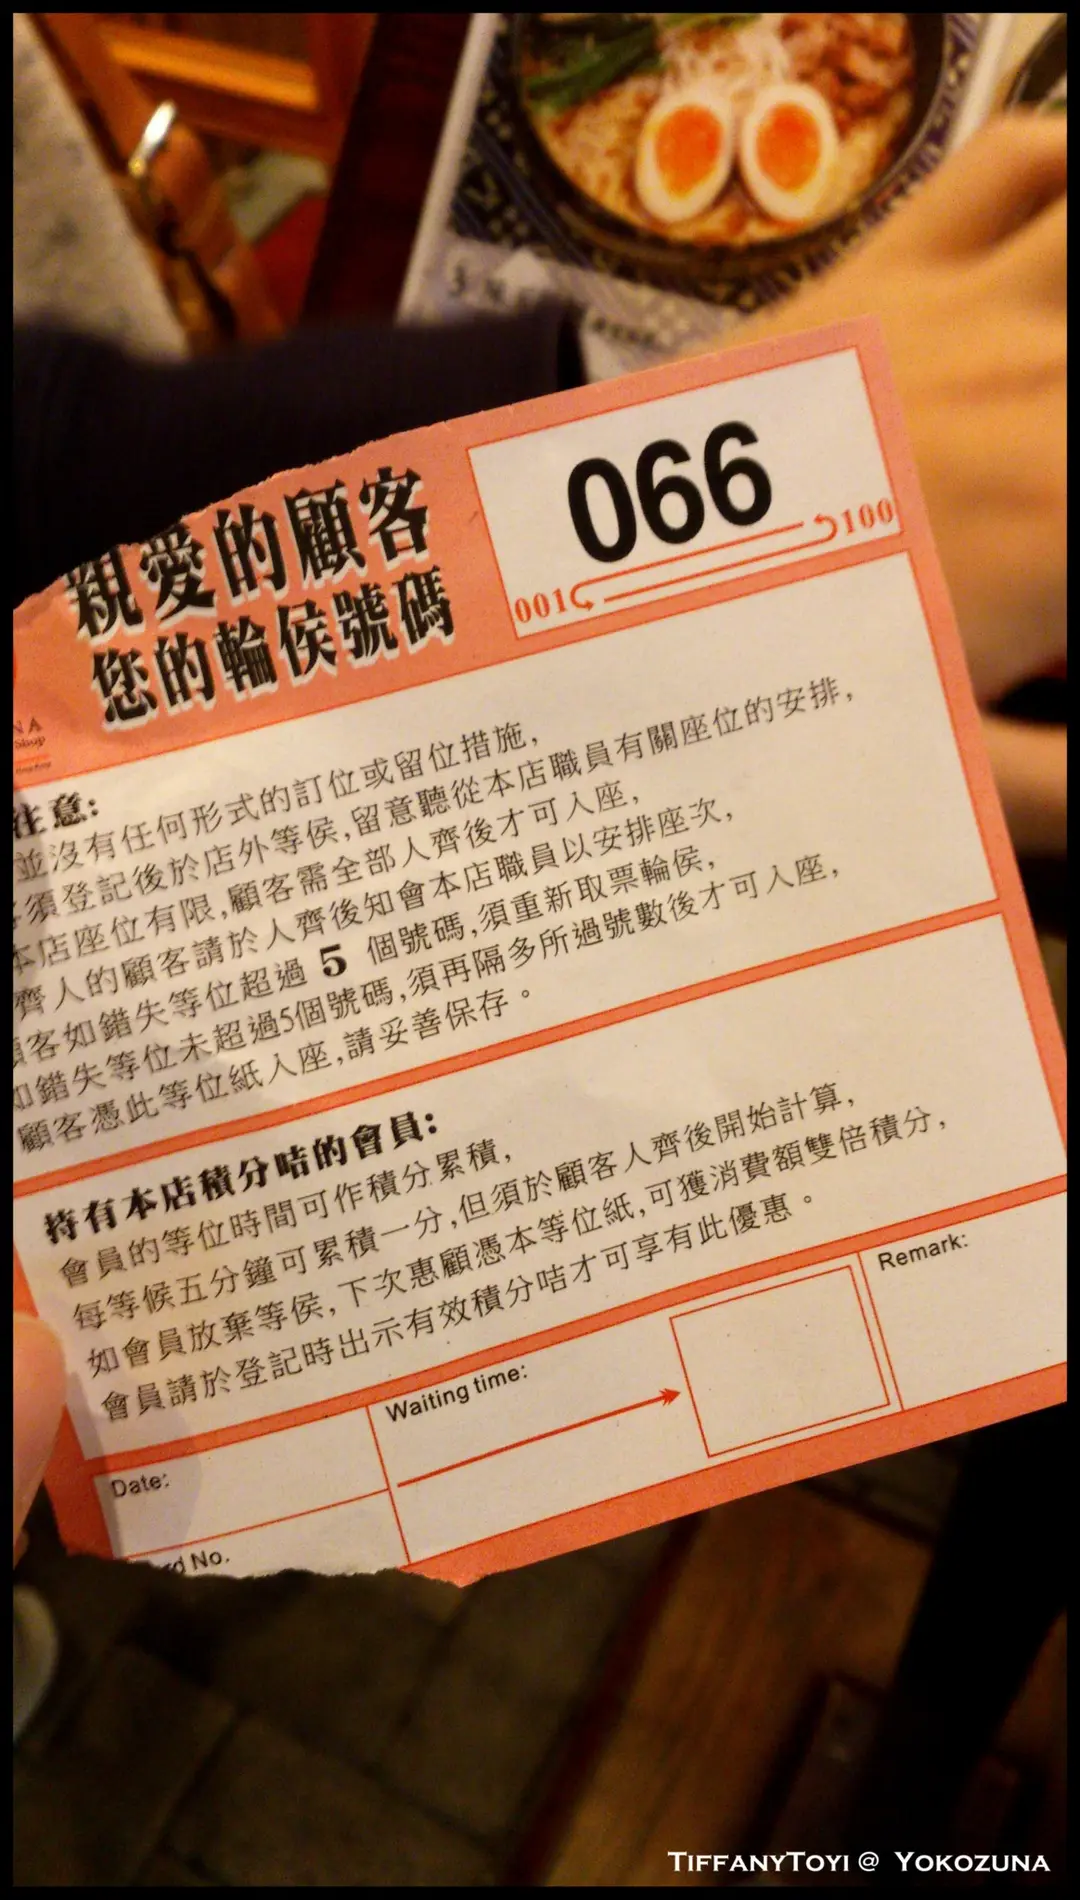 066
001 100
親愛的顧客
您的輪侯號碼
NA
Shop
注意:
並沒有任何形式的訂位或留位措施,
須登記後於店外等侯,留意聽從本店職員有關座位的安排,
本店座位有限,顧客需全部人齊後才可入座,
齊人的顧客請於人齊後知會本店職員以安排座次,
客如錯失等位超過 5 個號碼,須重新取票輪侯,
如錯失等位未超過5個號碼,須再隔多所過號數後才可入座,
顧客憑此等位紙入座,請妥善保存。
持有本店積分咭的會員:
會員的等位時間可作積分累積,
每等候五分鐘可累積一分,但須於顧客人齊後開始計算,
如會員放棄等侯,下次惠顧憑本等位紙,可獲消費額雙倍積分,
會員請於登記時出示有效積分咭才可享有此優惠。
Date:
Waiting time:
Remark:
rd No.
TiffanyToyi @ Yokozuna